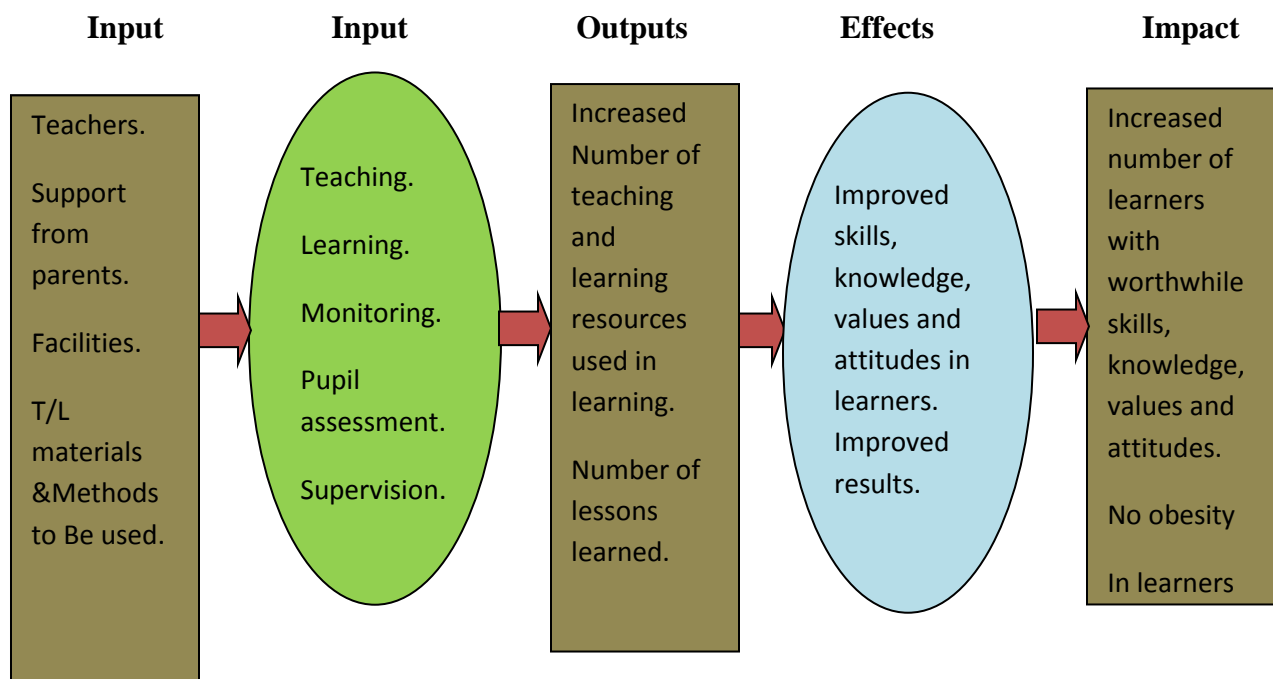 Input
Input
Outputs
Effects
Impact
Teachers.
Support
from
parents.
Facilities.
T/L
materials
&Methods
to Be used.
Teaching.
Learning.
Monitoring.
Pupil
assessment.
Supervision.
Increased
Number of
teaching
and
learning
resources
used in
learning.
Number of
lessons
learned.
Improved
skills,
knowledge,
values and
attitudes in
learners.
Improved
results.
Increased
number of
learners
with
worthwhile
skills,
knowledge,
values and
attitudes.
No obesity
In learners